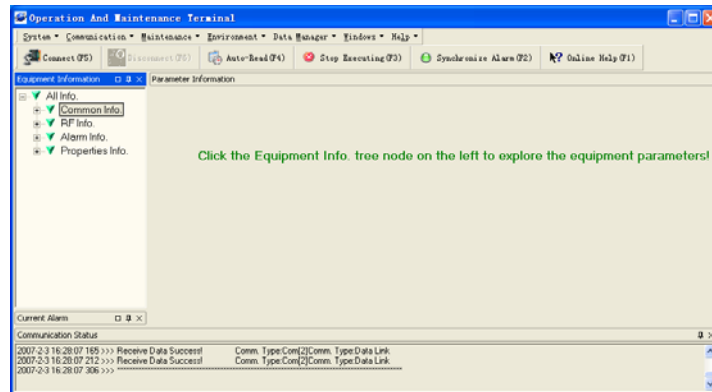 Operation And Maintenance Terminal
System Communication Maintenance Environment Data Manager Windows Help
Connect(F5) Disconnect(F6) Auto-Read(F4) Stop Executing(F3) Synchronize Alarm(F2) Online Help(F1)
Equipment Information
Parameter Information
All Info.
Common Info.
RF Info.
Alarm Info.
Properties Info.
Click the Equipment Info. tree node on the left to explore the equipment parameters!
Current Alarm
Communication Status
2007-2-3 16:28:07 165 >>> Receive Data Success! Comm. Type:Com[2]Comm. Type:Data Link
2007-2-3 16:28:07 212 >>> Receive Data Success! Comm. Type:Com[2]Comm. Type:Data Link
2007-2-3 16:28:07 306 >>>